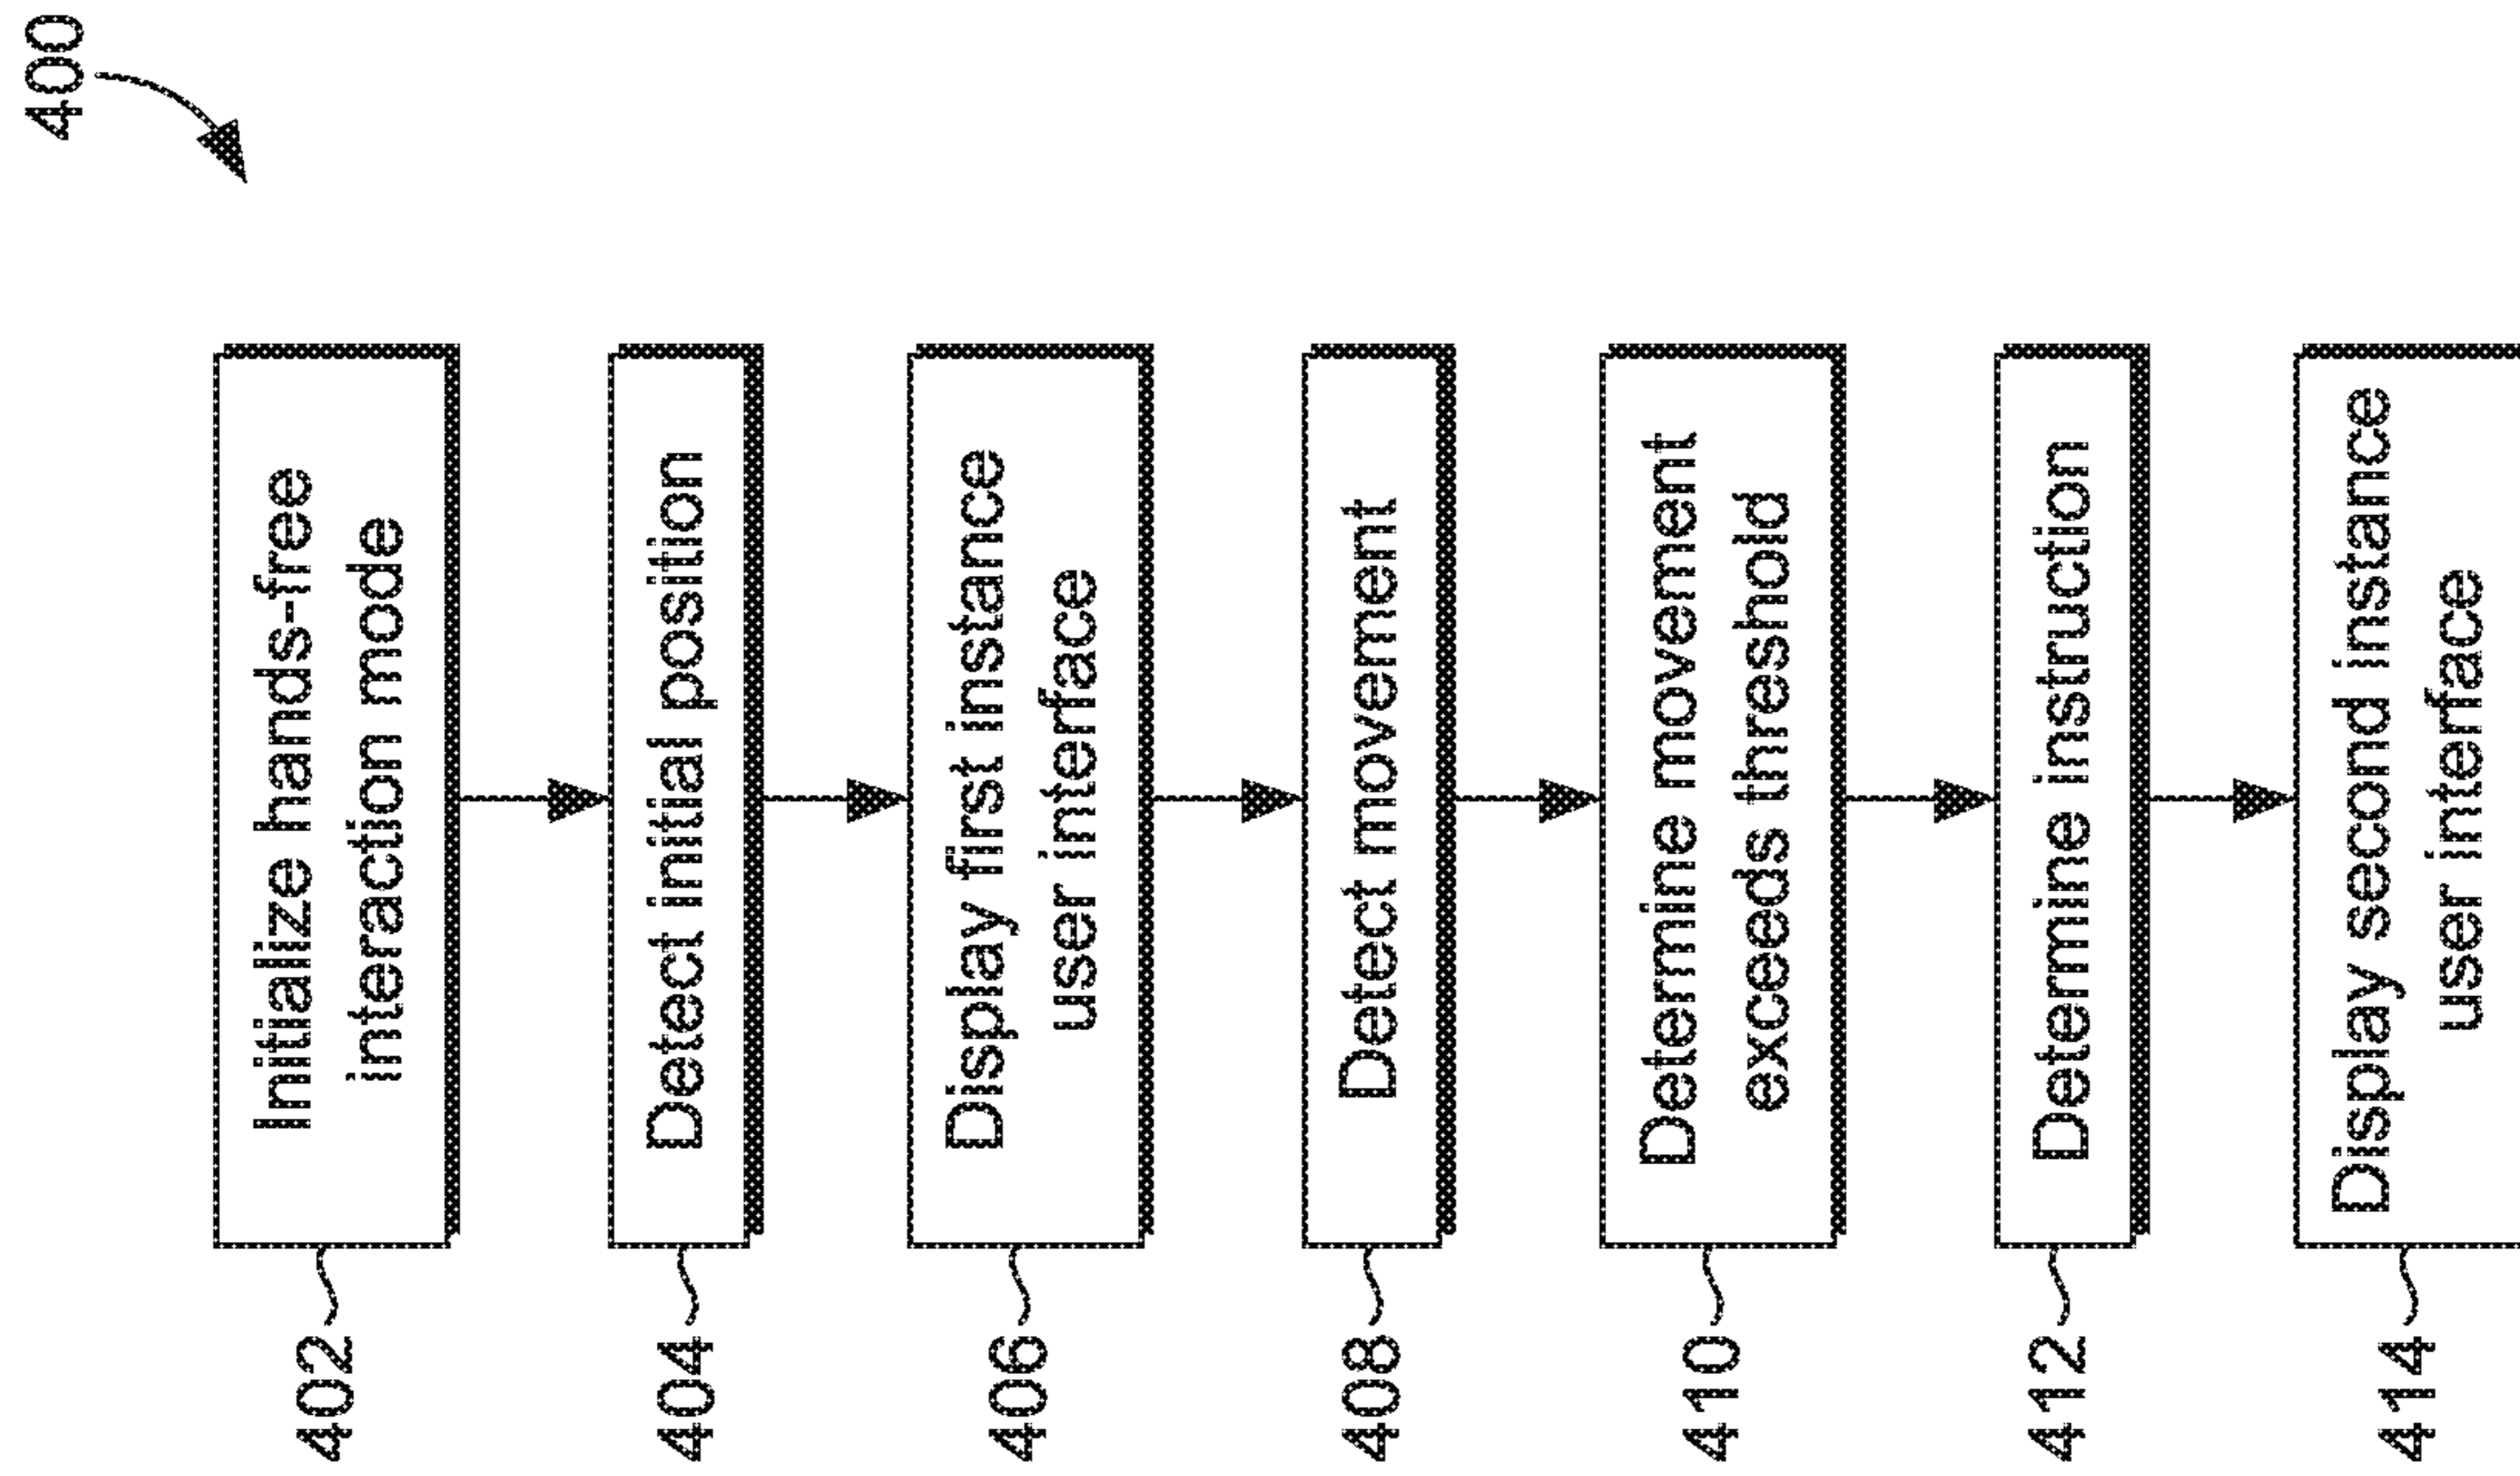 400
402
Initialize hands-free
interaction mode
404
Detect initial position
406
Display first instance
user interface
408
Detect movement
410
Determine movement
exceeds threshold
412
Determine instruction
414
Display second instance
user interface